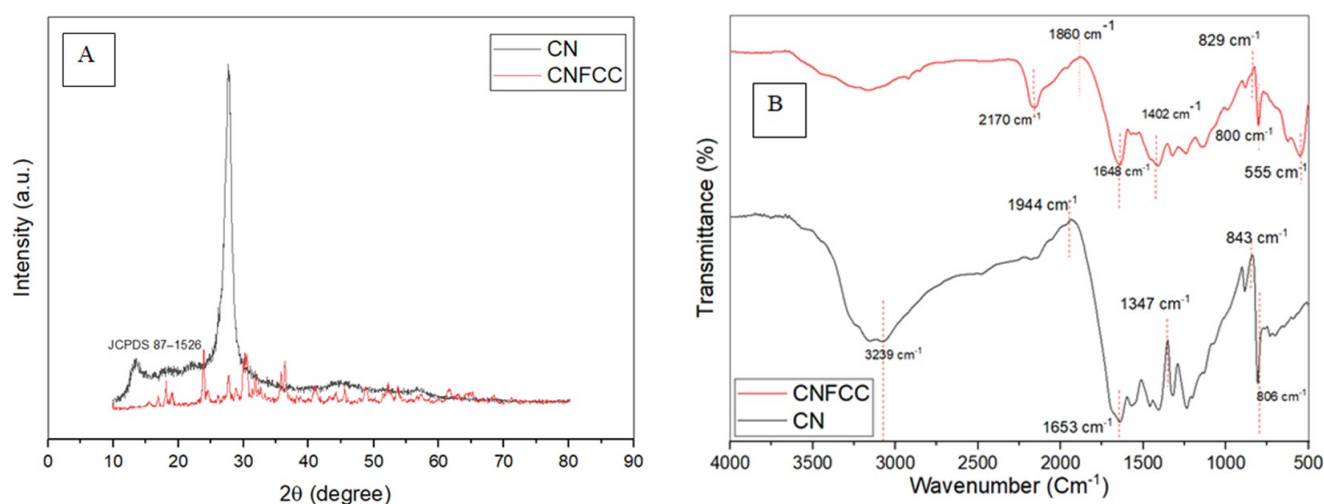 A
CN
CNFCC
JCPDS 87–1526
Intensity (a.u.)
0 10 20 30 40 50 60 70 80 90
2θ (degree)
B
1860 cm-1
829 cm-1
2170 cm-1
1402 cm-1
800 cm-1
1648 cm-1
555 cm-1
1944 cm-1
843 cm-1
1347 cm-1
3239 cm-1
806 cm-1
1653 cm-1
CNFCC
CN
Transmittance (%)
4000 3500 3000 2500 2000 1500 1000 500
Wavenumber (Cm-1)